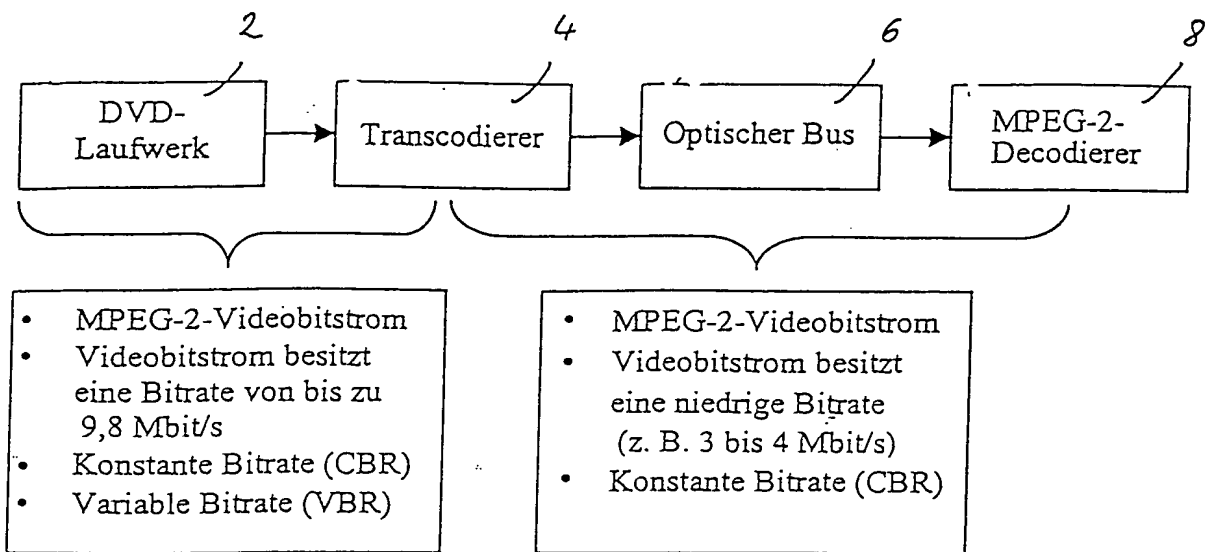 2 4 6 8
DVD-
Laufwerk
Transcodierer
Optischer Bus
MPEG-2-
Decodierer
• MPEG-2-Videobitstrom
• Videobitstrom besitzt
eine Bitrate von bis zu
9,8 Mbit/s
• Konstante Bitrate (CBR)
• Variable Bitrate (VBR)
• MPEG-2-Videobitstrom
• Videobitstrom besitzt
eine niedrige Bitrate
(z. B. 3 bis 4 Mbit/s)
• Konstante Bitrate (CBR)